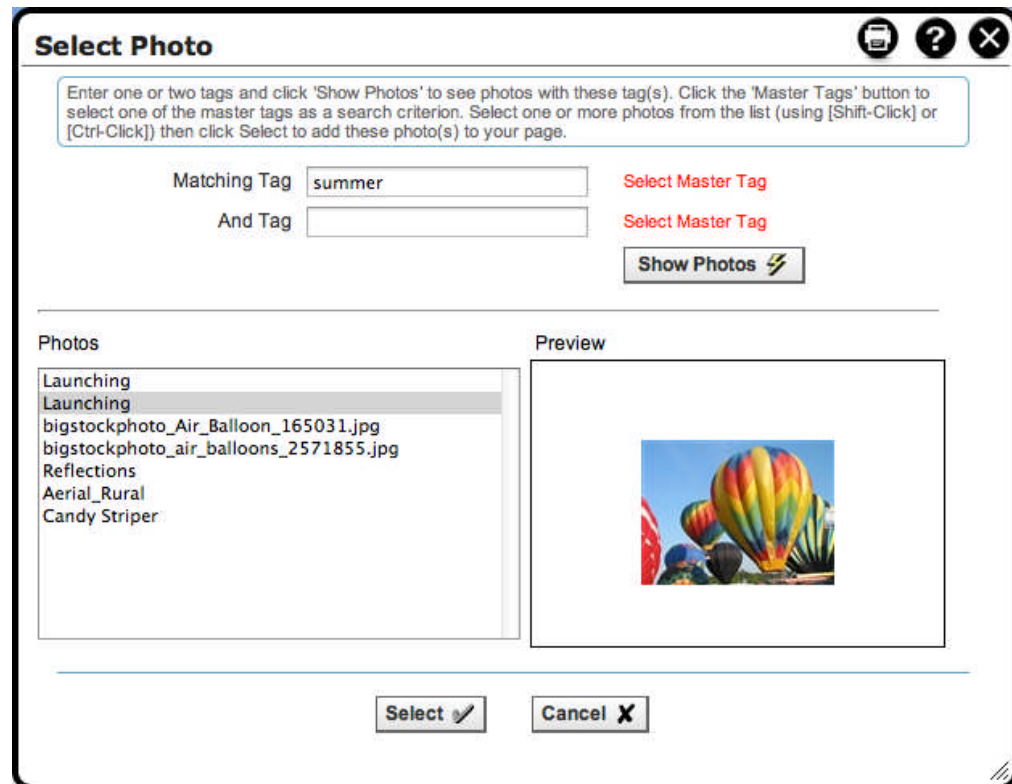 Select Photo
Enter one or two tags and click 'Show Photos' to see photos with these tag(s). Click the 'Master Tags' button to
select one of the master tags as a search criterion. Select one or more photos from the list (using [Shift-Click] or
[Ctrl-Click]) then click Select to add these photo(s) to your page.
Matching Tag summer Select Master Tag
And Tag Select Master Tag
Show Photos
Photos Preview
Launching
Launching
bigstockphoto_Air_Balloon_165031.jpg
bigstockphoto_air_balloons_2571855.jpg
Reflections
Aerial_Rural
Candy Striper
Select Cancel